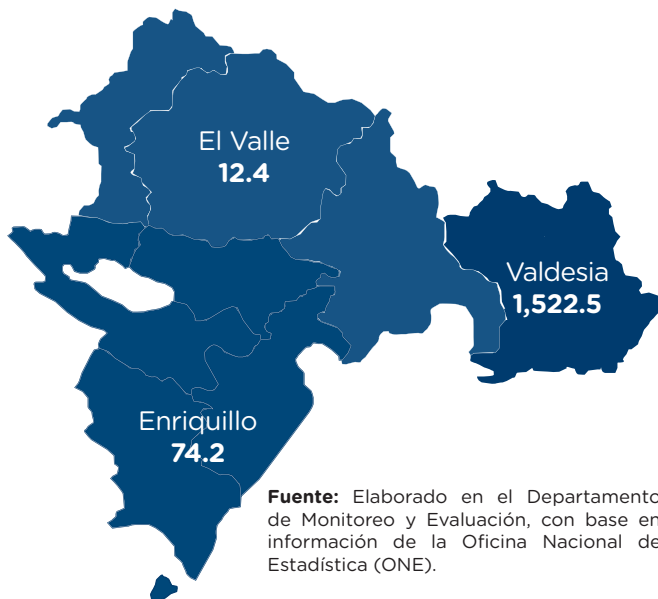 El Valle
12.4
Valdesia
1,522.5
Enriquillo
74.2
Fuente: Elaborado en el Departamento
de Monitoreo y Evaluación, con base en
información de la Oficina Nacional de
Estadística (ONE).